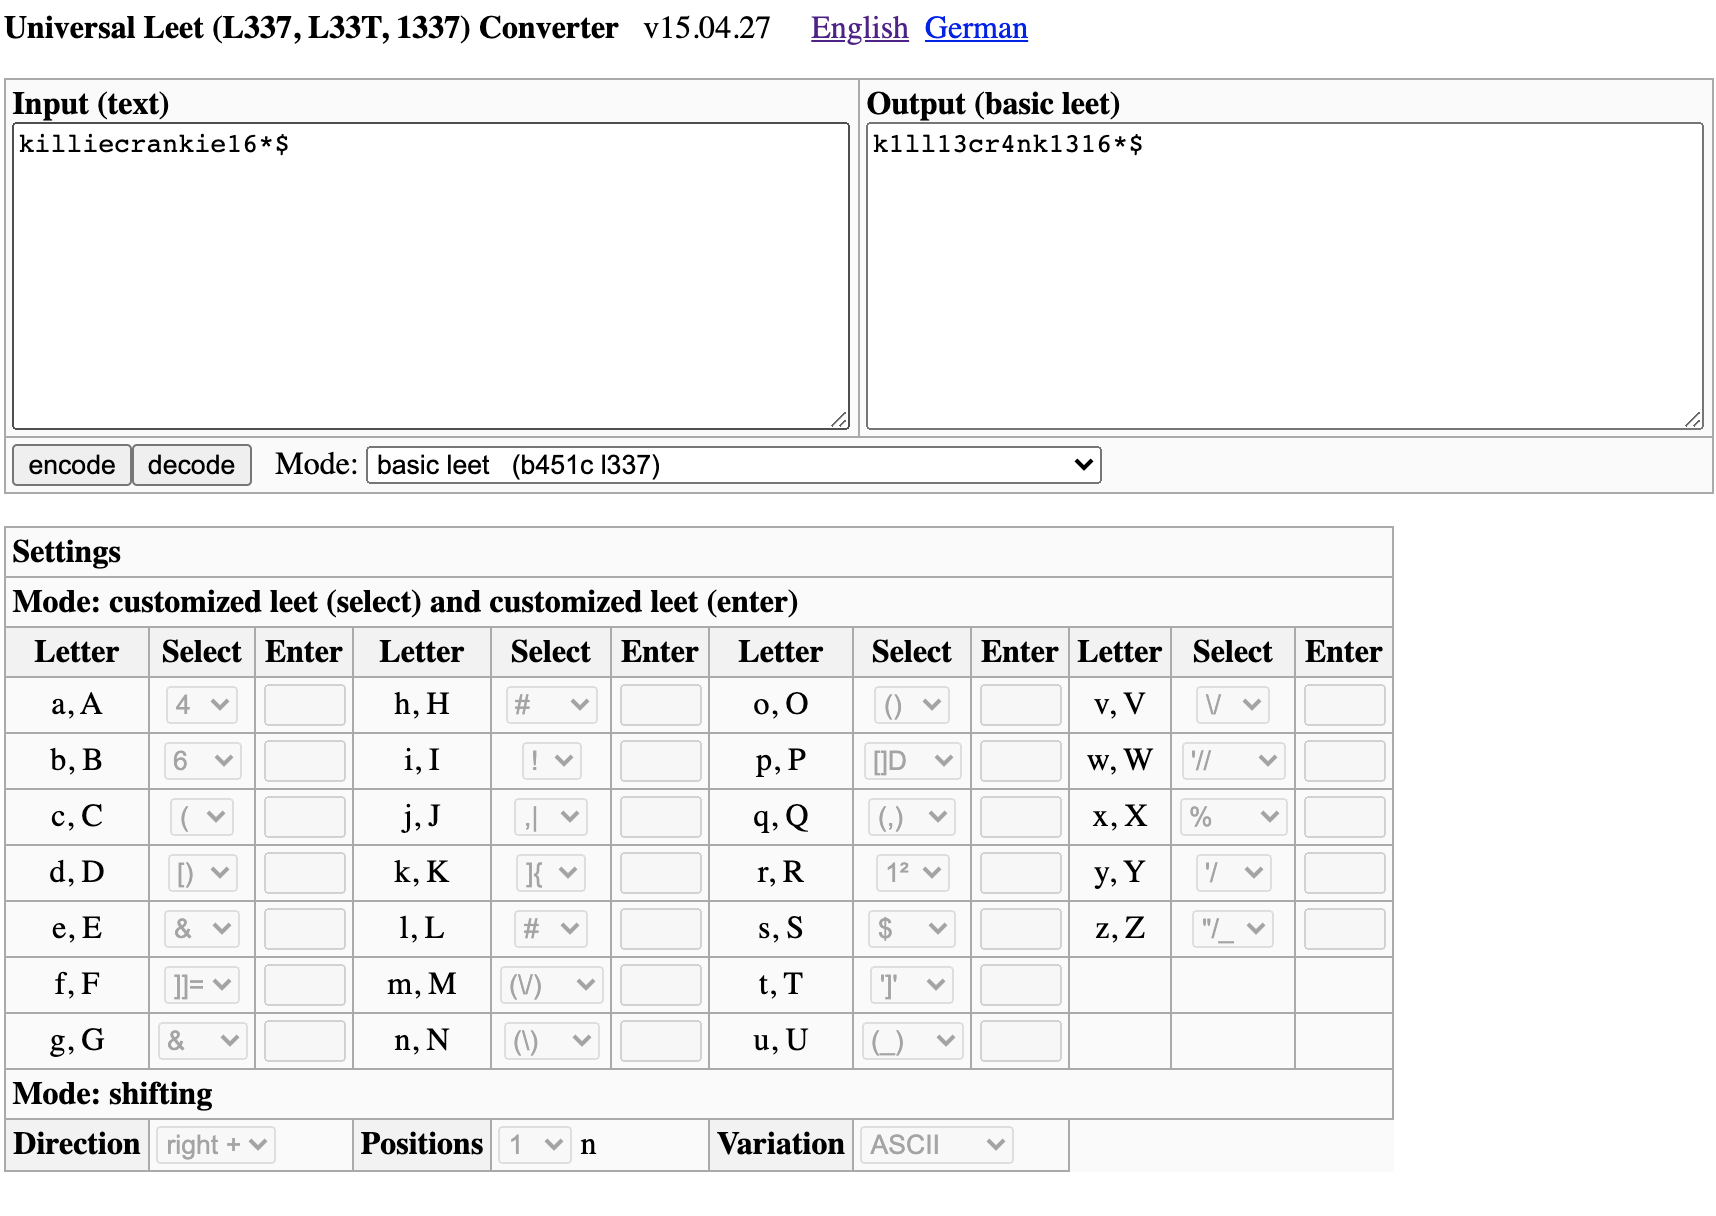 Universal Leet (L337, L33T, 1337) Converter v15.04.27 English German
Input (text) Output (basic leet)
killiecrankie16*$ k1ll13cr4nk1316*$
encode decode Mode: basic leet (b451c l337)
Settings
Mode: customized leet (select) and customized leet (enter)
Letter Select Enter Letter Select Enter Letter Select Enter Letter Select Enter
a, A 4 h, H # o, O () v, V \/
b, B 6 i, I ! p, P []D w, W '//
c, C ( j, J ,| q, Q (,) x, X %
d, D [) k, K ]{ r, R 1² y, Y '/
e, E & l, L # s, S $ z, Z "/_
f, F ]]= m, M (\/) t, T ']'
g, G & n, N (\) u, U (_)
Mode: shifting
Direction right + Positions 1 n Variation ASCII